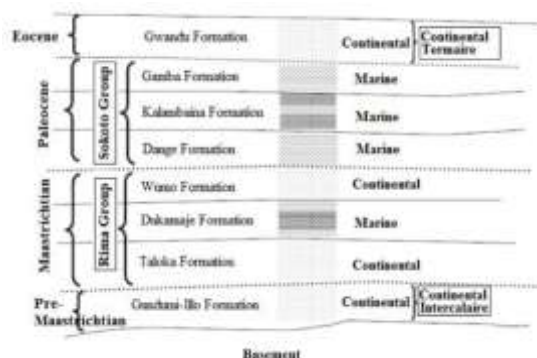 Eocene
Gwandu Formation
Continental
Continental
Termaire
Paleocene
Sokoto Group
Gamba Formation
Marine
Kalambaina Formation
Marine
Dange Formation
Marine
Maastrichtian
Rima Group
Wurno Formation
Continental
Dukamaje Formation
Marine
Taloka Formation
Continental
Pre-
Maastrichtian
Gundumi-Illo Formation
Continental
Continental
Intercalaire
Basement